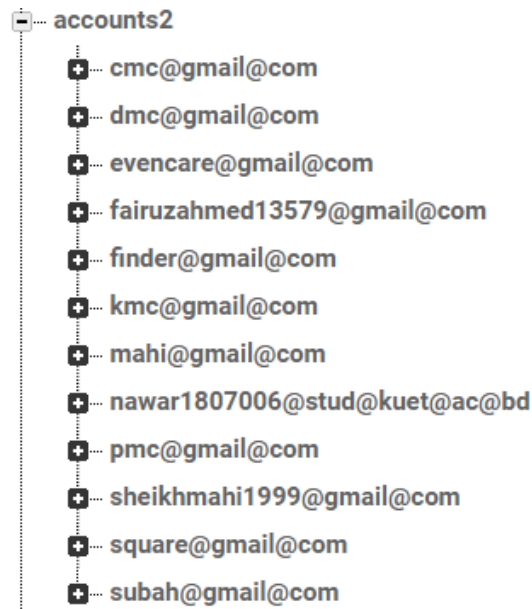 accounts2
cmc@gmail@com
dmc@gmail@com
evencare@gmail@com
fairuzahmed13579@gmail@com
finder@gmail@com
kmc@gmail@com
mahi@gmail@com
nawar1807006@stud@kuet@ac@bd
pmc@gmail@com
sheikhmahi1999@gmail@com
square@gmail@com
subah@gmail@com